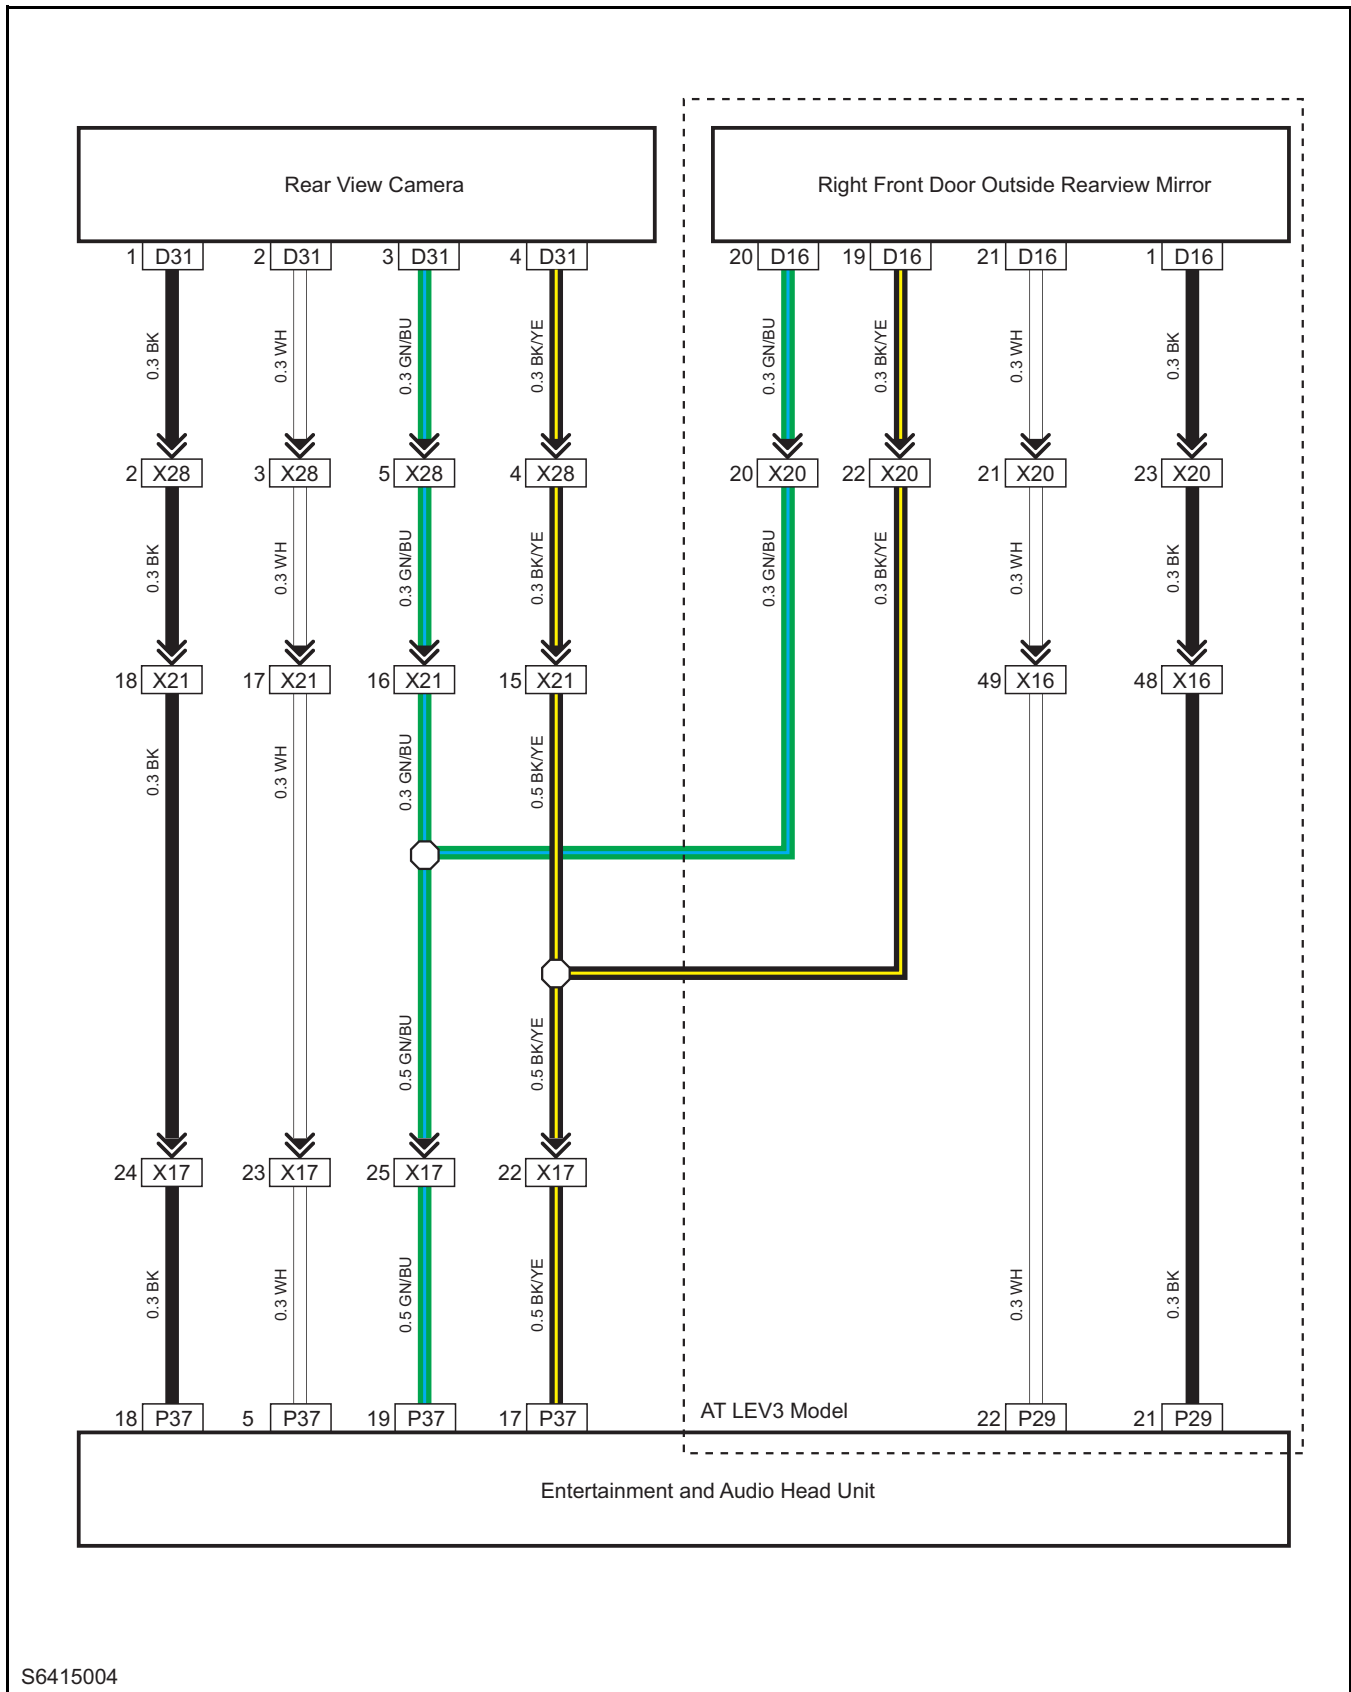 Rear View Camera
Right Front Door Outside Rearview Mirror
1 D31 2 D31 3 D31 4 D31 20 D16 19 D16 21 D16 1 D16
0.3 BK 0.3 WH 0.3 GN/BU 0.3 BK/YE 0.3 GN/BU 0.3 BK/YE 0.3 WH 0.3 BK
2 X28 3 X28 5 X28 4 X28 20 X20 22 X20 21 X20 23 X20
0.3 BK 0.3 WH 0.3 GN/BU 0.3 BK/YE 0.3 GN/BU 0.3 BK/YE 0.3 WH 0.3 BK
18 X21 17 X21 16 X21 15 X21 49 X16 48 X16
0.3 BK 0.3 WH 0.3 GN/BU 0.5 BK/YE
0.5 GN/BU 0.5 BK/YE
24 X17 23 X17 25 X17 22 X17
0.3 BK 0.3 WH 0.5 GN/BU 0.5 BK/YE 0.3 WH 0.3 BK
AT LEV3 Model
18 P37 5 P37 19 P37 17 P37 22 P29 21 P29
Entertainment and Audio Head Unit
S6415004